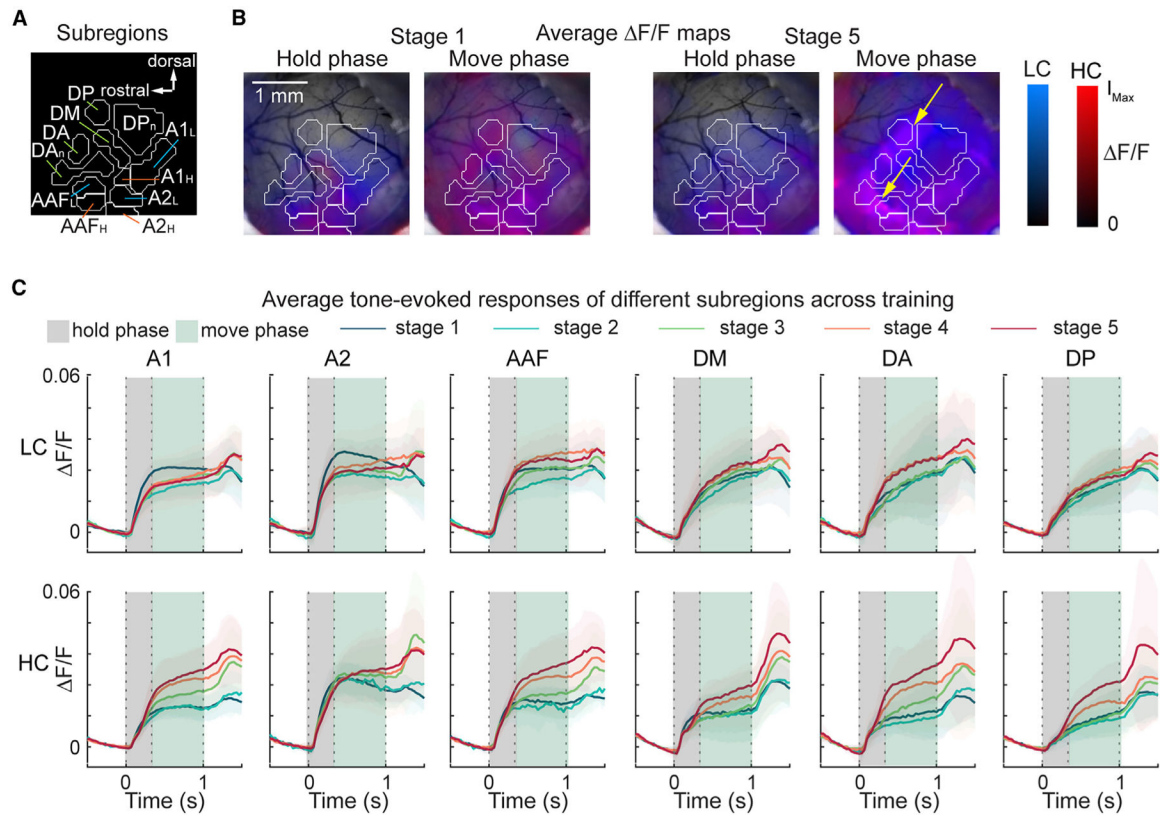 A
Subregions
dorsal
rostral
DP
DM
DPn
DA
A1L
DAn
A1H
AAFL
A2L
AAFH
A2H
B
Average ΔF/F maps
Stage 1
Stage 5
Hold phase
Move phase
Hold phase
Move phase
1 mm
LC
HC
IMax
ΔF/F
0
C
Average tone-evoked responses of different subregions across training
hold phase
move phase
stage 1
stage 2
stage 3
stage 4
stage 5
A1
A2
AAF
DM
DA
DP
0.06
LC
ΔF/F
0
0.06
HC
ΔF/F
0
0 1
0 1
0 1
0 1
0 1
0 1
Time (s)
Time (s)
Time (s)
Time (s)
Time (s)
Time (s)